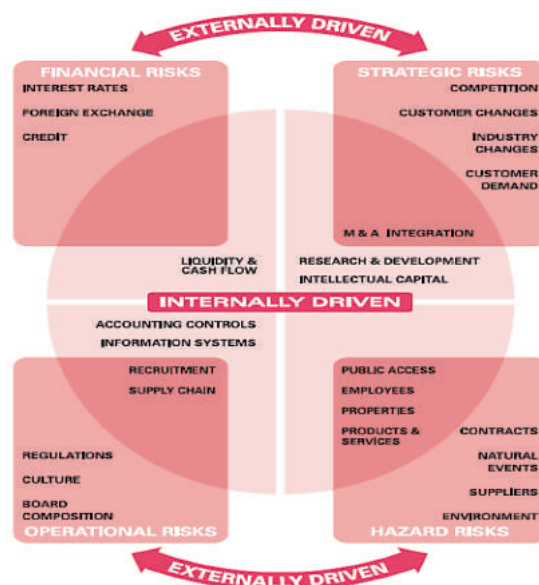 EXTERNALLY DRIVEN
FINANCIAL RISKS
INTEREST RATES
FOREIGN EXCHANGE
CREDIT
STRATEGIC RISKS
COMPETITION
CUSTOMER CHANGES
INDUSTRY
CHANGES
CUSTOMER
DEMAND
M & A INTEGRATION
LIQUIDITY &
CASH FLOW
RESEARCH & DEVELOPMENT
INTELLECTUAL CAPITAL
INTERNALLY DRIVEN
ACCOUNTING CONTROLS
INFORMATION SYSTEMS
RECRUITMENT
SUPPLY CHAIN
REGULATIONS
CULTURE
BOARD
COMPOSITION
OPERATIONAL RISKS
PUBLIC ACCESS
EMPLOYEES
PROPERTIES
PRODUCTS &
SERVICES
CONTRACTS
NATURAL
EVENTS
SUPPLIERS
ENVIRONMENT
HAZARD RISKS
EXTERNALLY DRIVEN